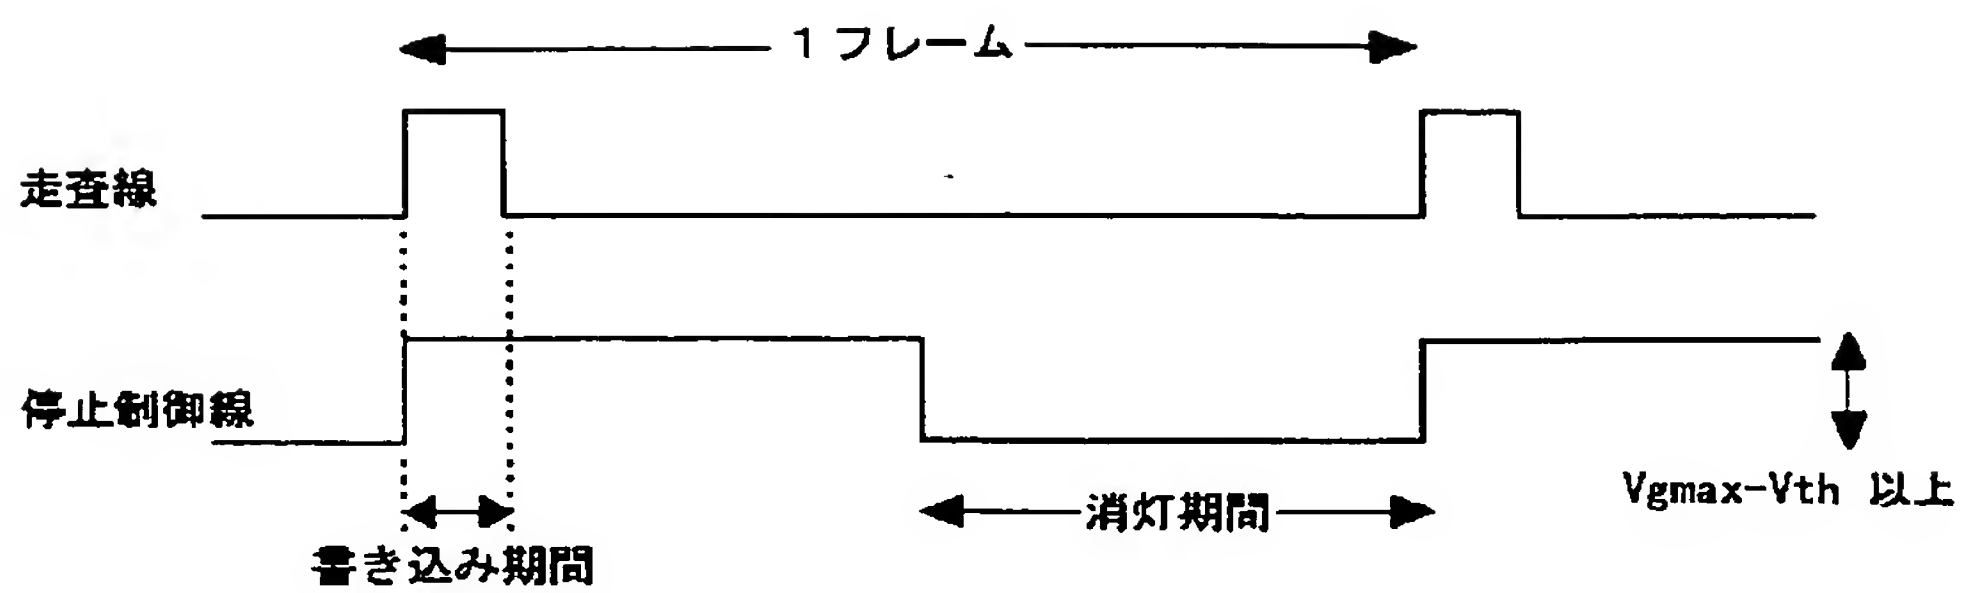 1 フレーム
走査線
停止制御線
Vgmax-Vth 以上
消灯期間
書き込み期間